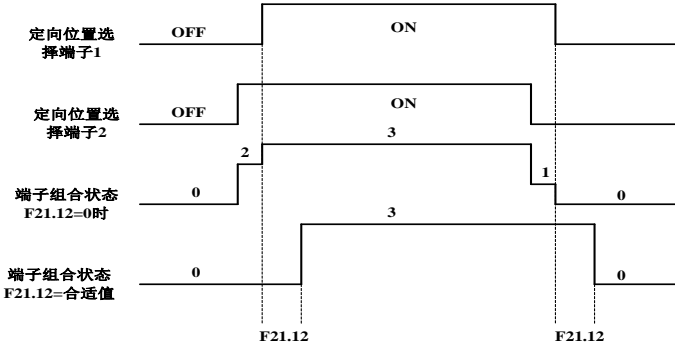 定向位置选
择端子1
OFF
ON
定向位置选
择端子2
OFF
ON
端子组合状态
F21.12=0时
0
2
3
1
0
端子组合状态
F21.12=合适值
0
3
0
F21.12
F21.12